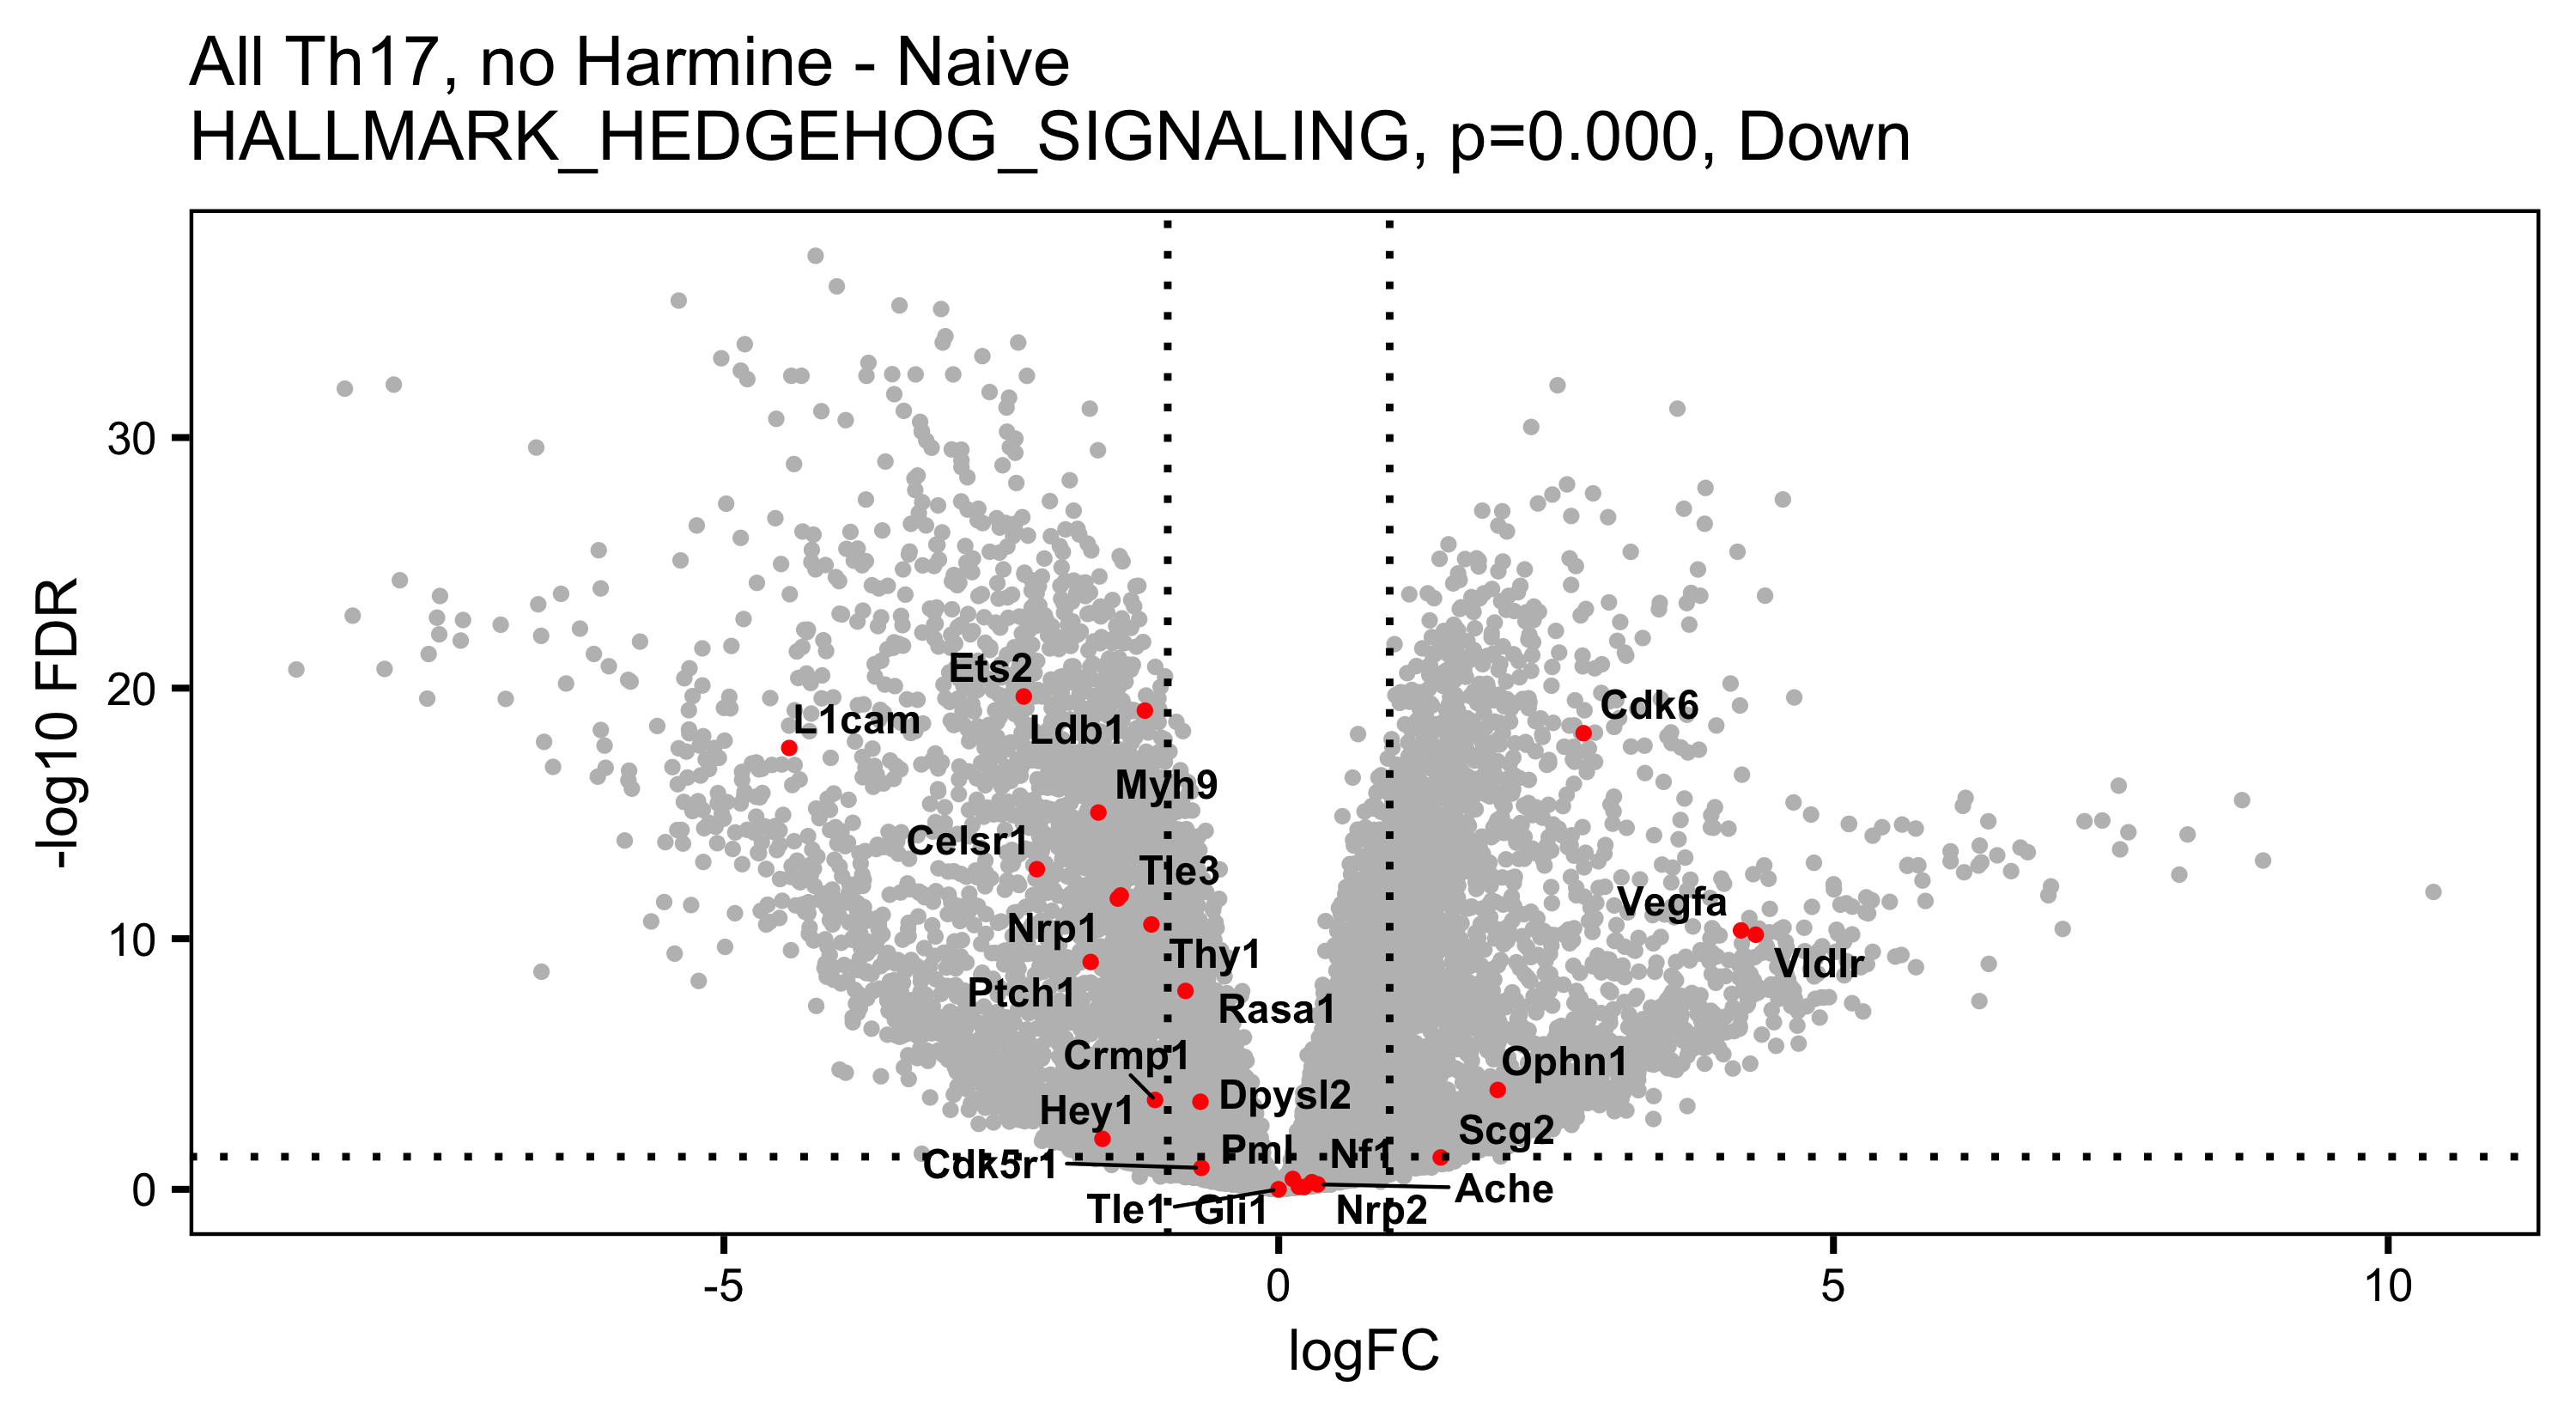 All Th17, no Harmine - Naive
HALLMARK_HEDGEHOG_SIGNALING, p=0.000, Down
-log10 FDR
30
20
10
0
Ets2
L1cam
Ldb1
Cdk6
Myh9
Celsr1
Tle3
Vegfa
Nrp1
Thy1
Vldlr
Ptch1
Rasa1
Crmp1
Ophn1
Dpysl2
Hey1
Scg2
Pml
Nf1
Cdk5r1
Ache
Tle1
Gli1
Nrp2
-5
0
5
10
logFC